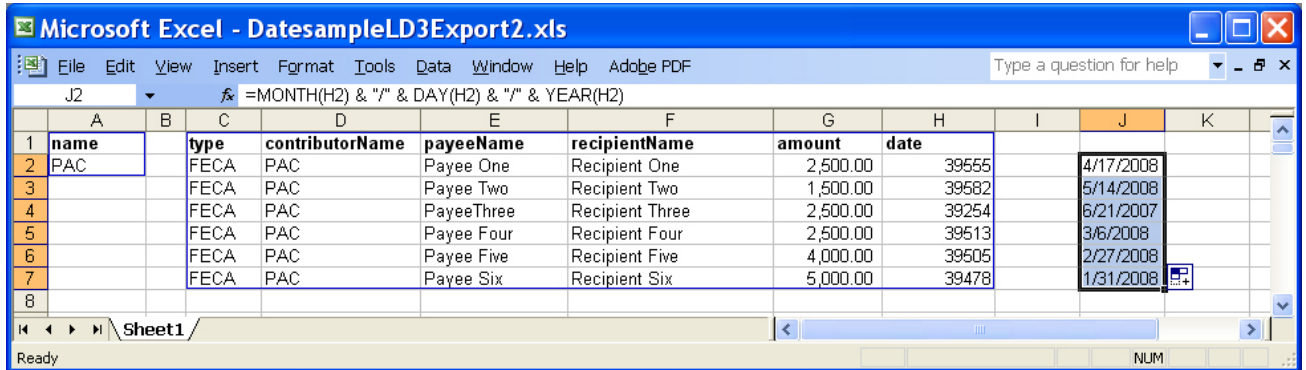 Microsoft Excel - DatesampleLD3Export2.xls
File Edit View Insert Format Tools Data Window Help Adobe PDF Type a question for help
J2 fx =MONTH(H2) & "/" & DAY(H2) & "/" & YEAR(H2)
A B C D E F G H I J K
1 name type contributorName payeeName recipientName amount date
2 PAC FECA PAC Payee One Recipient One 2,500.00 39555 4/17/2008
3 FECA PAC Payee Two Recipient Two 1,500.00 39582 5/14/2008
4 FECA PAC PayeeThree Recipient Three 2,500.00 39254 6/21/2007
5 FECA PAC Payee Four Recipient Four 2,500.00 39513 3/6/2008
6 FECA PAC Payee Five Recipient Five 4,000.00 39505 2/27/2008
7 FECA PAC Payee Six Recipient Six 5,000.00 39478 1/31/2008
8
Sheet1
Ready NUM